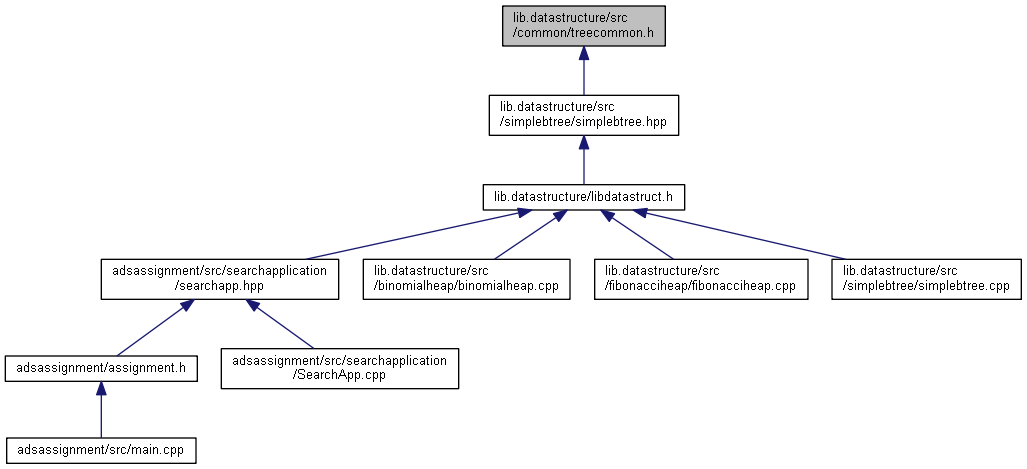 lib.datastructure/src
/common/treecommon.h
lib.datastructure/src
/simplebtree/simplebtree.hpp
lib.datastructure/libdatastruct.h
adsassignment/src/searchapplication
/searchapp.hpp
lib.datastructure/src
/binomialheap/binomialheap.cpp
lib.datastructure/src
/fibonacciheap/fibonacciheap.cpp
lib.datastructure/src
/simplebtree/simplebtree.cpp
adsassignment/assignment.h
adsassignment/src/searchapplication
/SearchApp.cpp
adsassignment/src/main.cpp